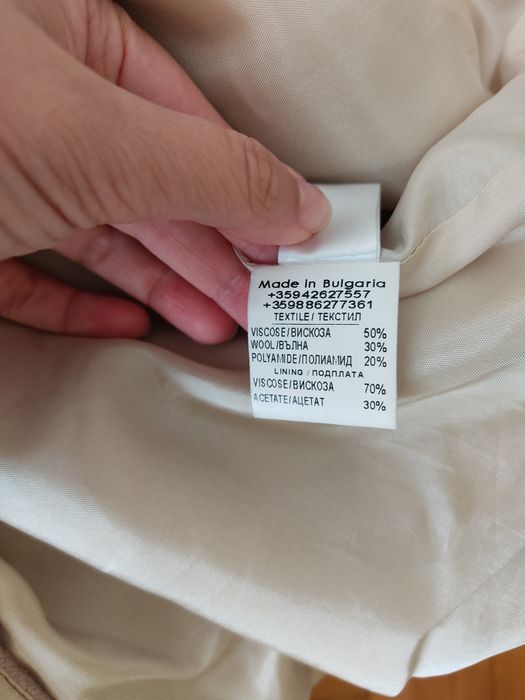 Made in Bulgaria
+35942627557
+359886277361
TEXTILE/ ТЕКСТИЛ
VISCOSE/ВИСКОЗА 50%
WOOL/ВЪЛНА 30%
POLYAMIDE/ПОЛИАМИД 20%
LINING / ПОДПЛАТА
VISCOSE/ВИСКОЗА 70%
ACETATE/АЦЕТАТ 30%